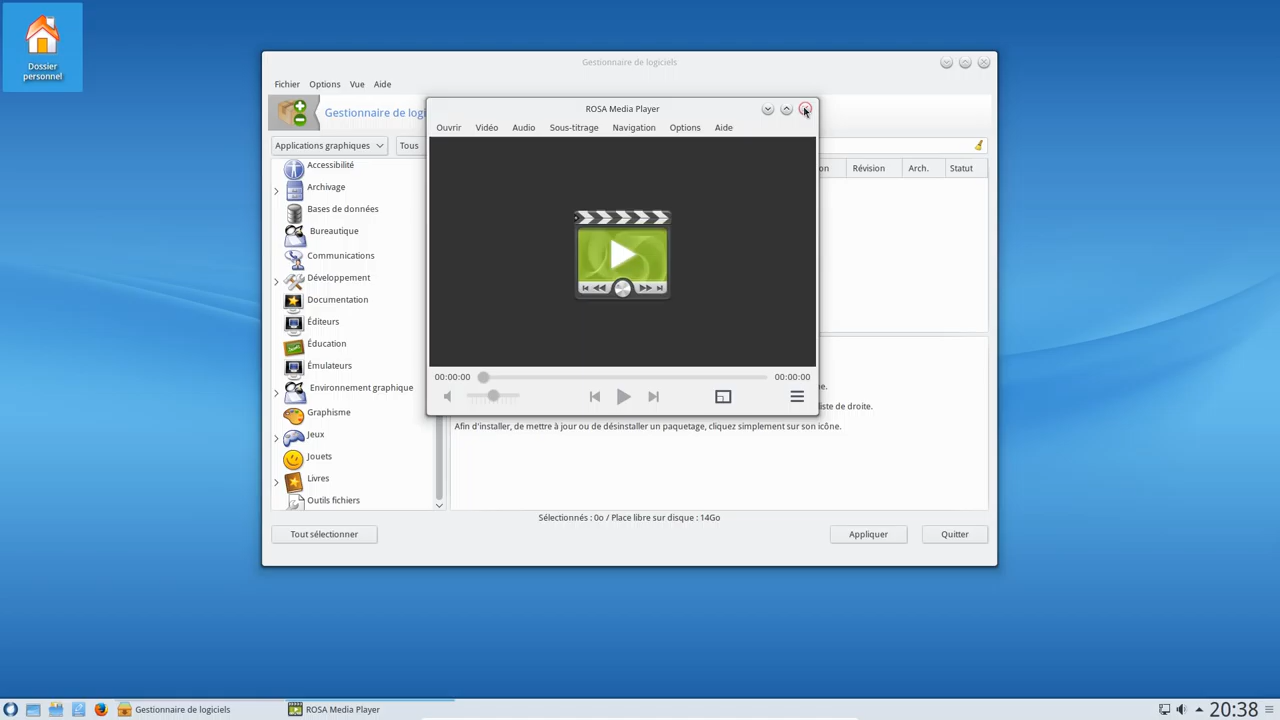 Dossier
personnel
Gestionnaire de logiciels
Fichier Options Vue Aide
Gestionnaire de logi
Applications graphiques Tous
on Révision Arch. Statut
Accessibilité
Archivage
Bases de données
Bureautique
Communications
Développement
Documentation
Éditeurs
Éducation
Émulateurs
Environnement graphique
Graphisme
Jeux
Jouets
Livres
Outils fichiers
ROSA Media Player
Ouvrir Vidéo Audio Sous-titrage Navigation Options Aide
00:00:00 00:00:00
e.
liste de droite.
Afin d'installer, de mettre à jour ou de désinstaller un paquetage, cliquez simplement sur son icône.
Sélectionnés : 0o / Place libre sur disque : 14Go
Tout sélectionner Appliquer Quitter
Gestionnaire de logiciels ROSA Media Player 20:38